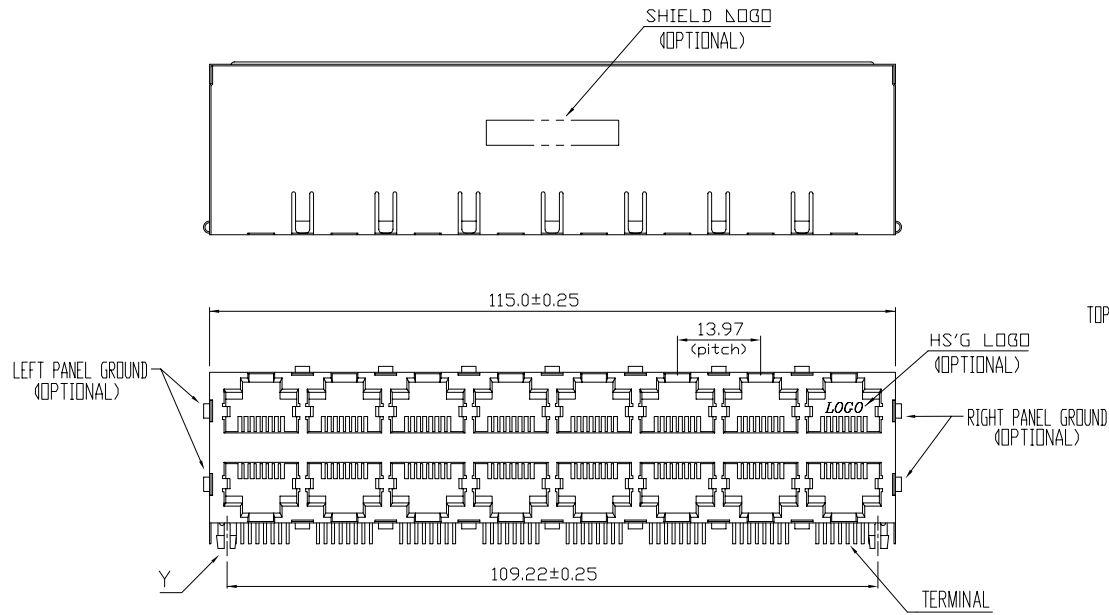 SHIELD LOGO
(OPTIONAL)
115.0±0.25
13.97
(pitch)
TOP
HS'G LOGO
(OPTIONAL)
LEFT PANEL GROUND
(OPTIONAL)
LOGO
RIGHT PANEL GROUND
(OPTIONAL)
Y
109.22±0.25
TERMINAL